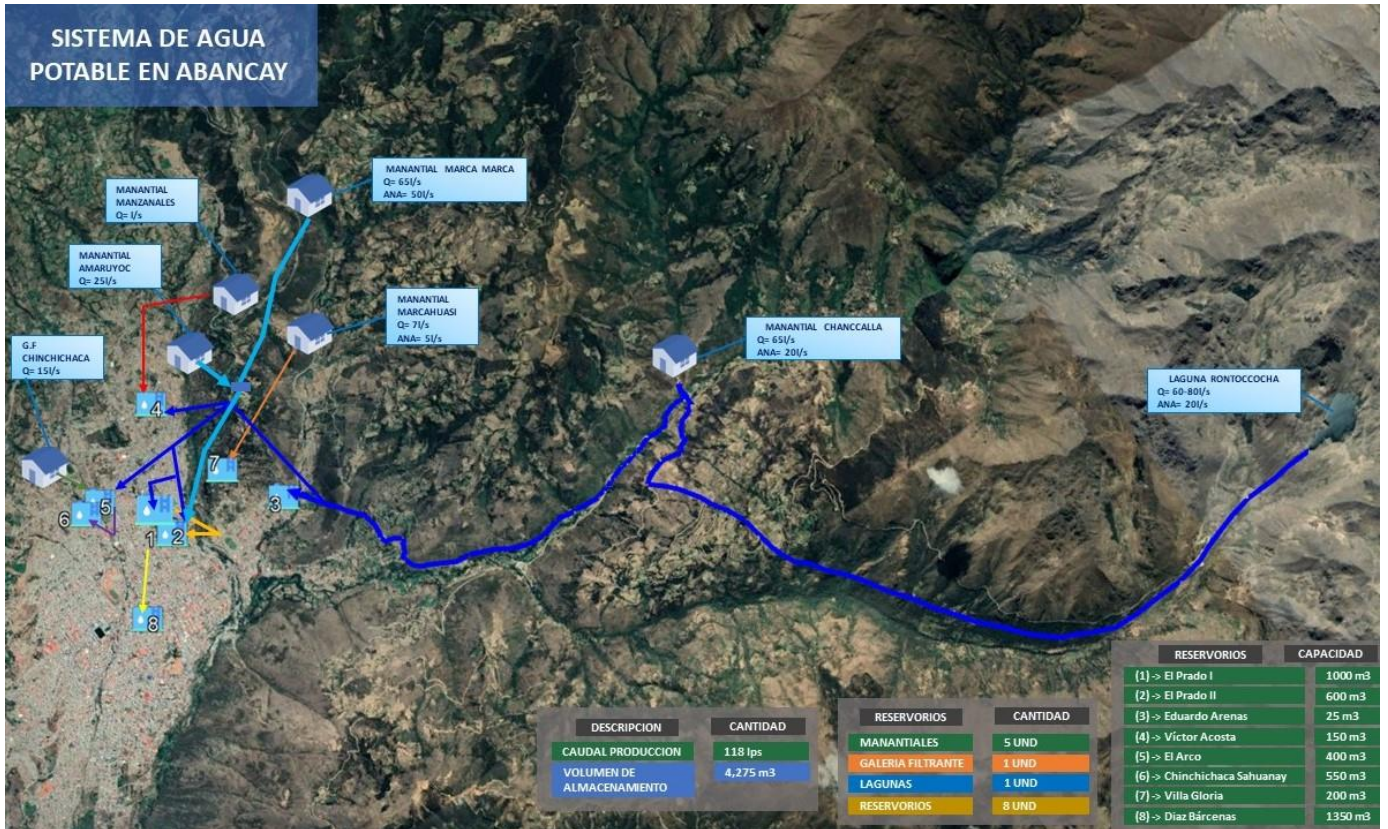 SISTEMA DE AGUA
POTABLE EN ABANCAY
MANANTIAL MARCA MARCA
Q= 65l/s
ANA= 50l/s
MANANTIAL
MANZANALES
Q= l/s
MANANTIAL
AMARUYOC
Q= 25l/s
MANANTIAL
MARCAHUASI
Q= 7l/s
ANA= 5l/s
G.F
CHINCHICHACA
Q= 15l/s
MANANTIAL CHANCCALLA
Q= 65l/s
ANA= 20l/s
LAGUNA RONTOCCOCHA
Q= 60-80l/s
ANA= 20l/s
4
7
3
5
6
1
2
8
DESCRIPCION CANTIDAD
CAUDAL PRODUCCION 118 lps
VOLUMEN DE
ALMACENAMIENTO 4,275 m3
RESERVORIOS CANTIDAD
MANANTIALES 5 UND
GALERIA FILTRANTE 1 UND
LAGUNAS 1 UND
RESERVORIOS 8 UND
RESERVORIOS CAPACIDAD
(1) -> El Prado I 1000 m3
(2) -> El Prado II 600 m3
(3) -> Eduardo Arenas 25 m3
(4) -> Víctor Acosta 150 m3
(5) -> El Arco 400 m3
(6) -> Chinchichaca Sahuanay 550 m3
(7) -> Villa Gloria 200 m3
(8) -> Diaz Bárcenas 1350 m3